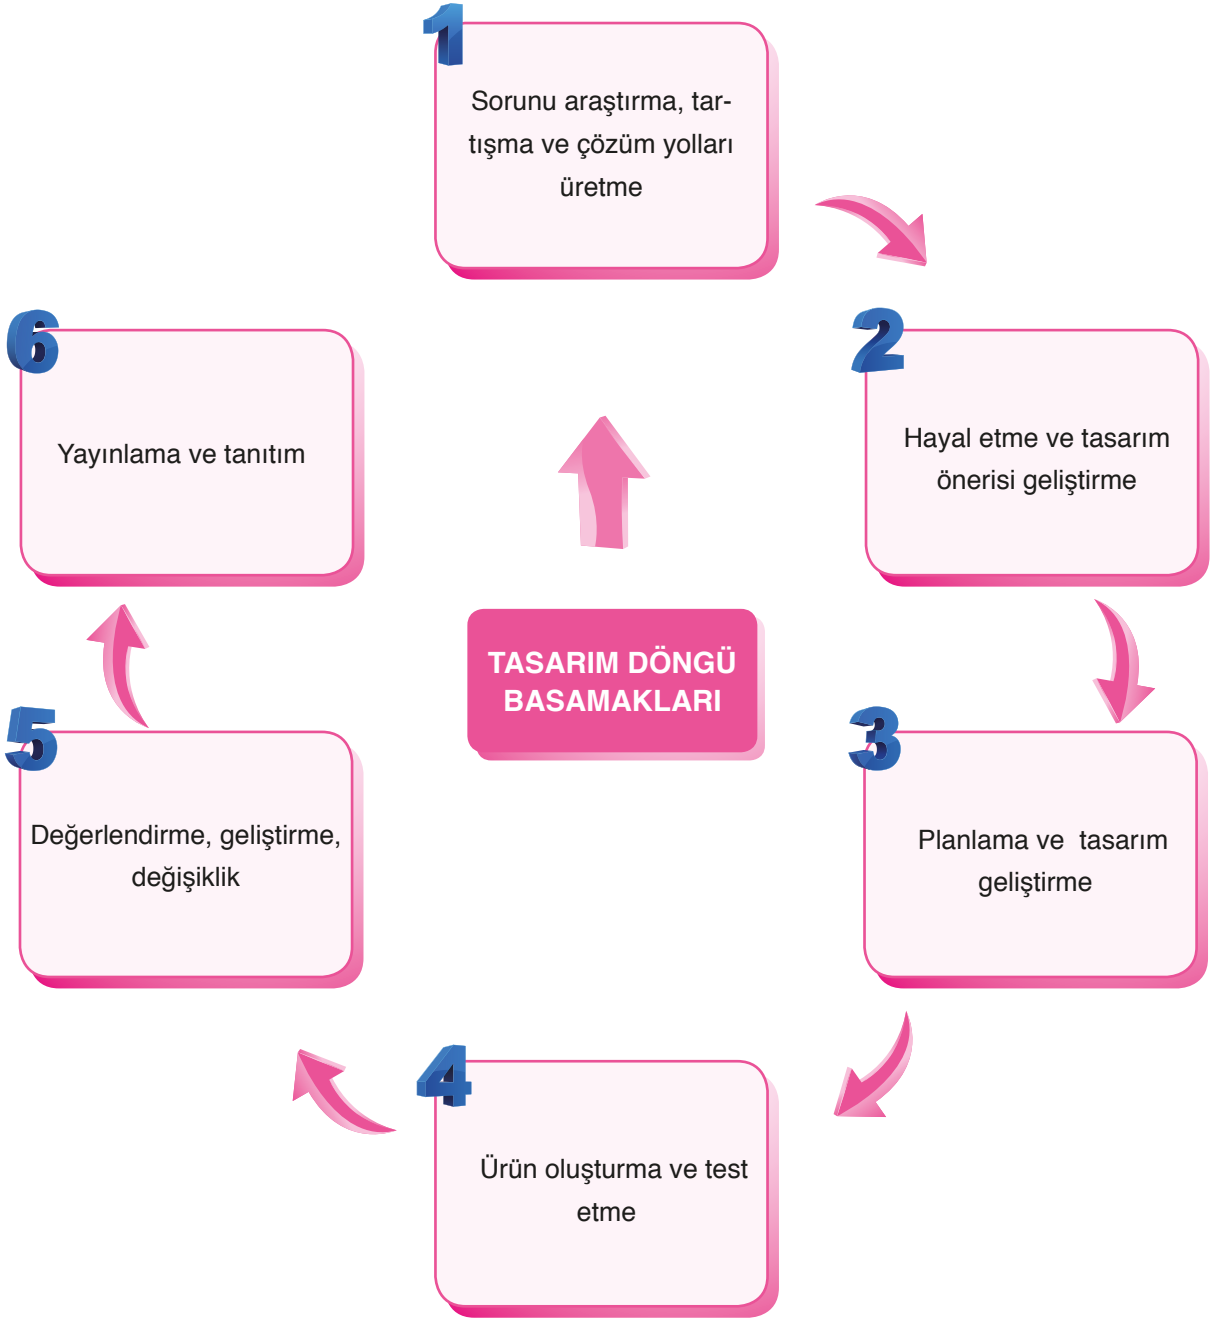 1
Sorunu araştırma, tar-
tışma ve çözüm yolları
üretme
2
Hayal etme ve tasarım
önerisi geliştirme
3
Planlama ve  tasarım
geliştirme
4
Ürün oluşturma ve test
etme
5
Değerlendirme, geliştirme,
değişiklik
6
Yayınlama ve tanıtım
TASARIM DÖNGÜ
BASAMAKLARI